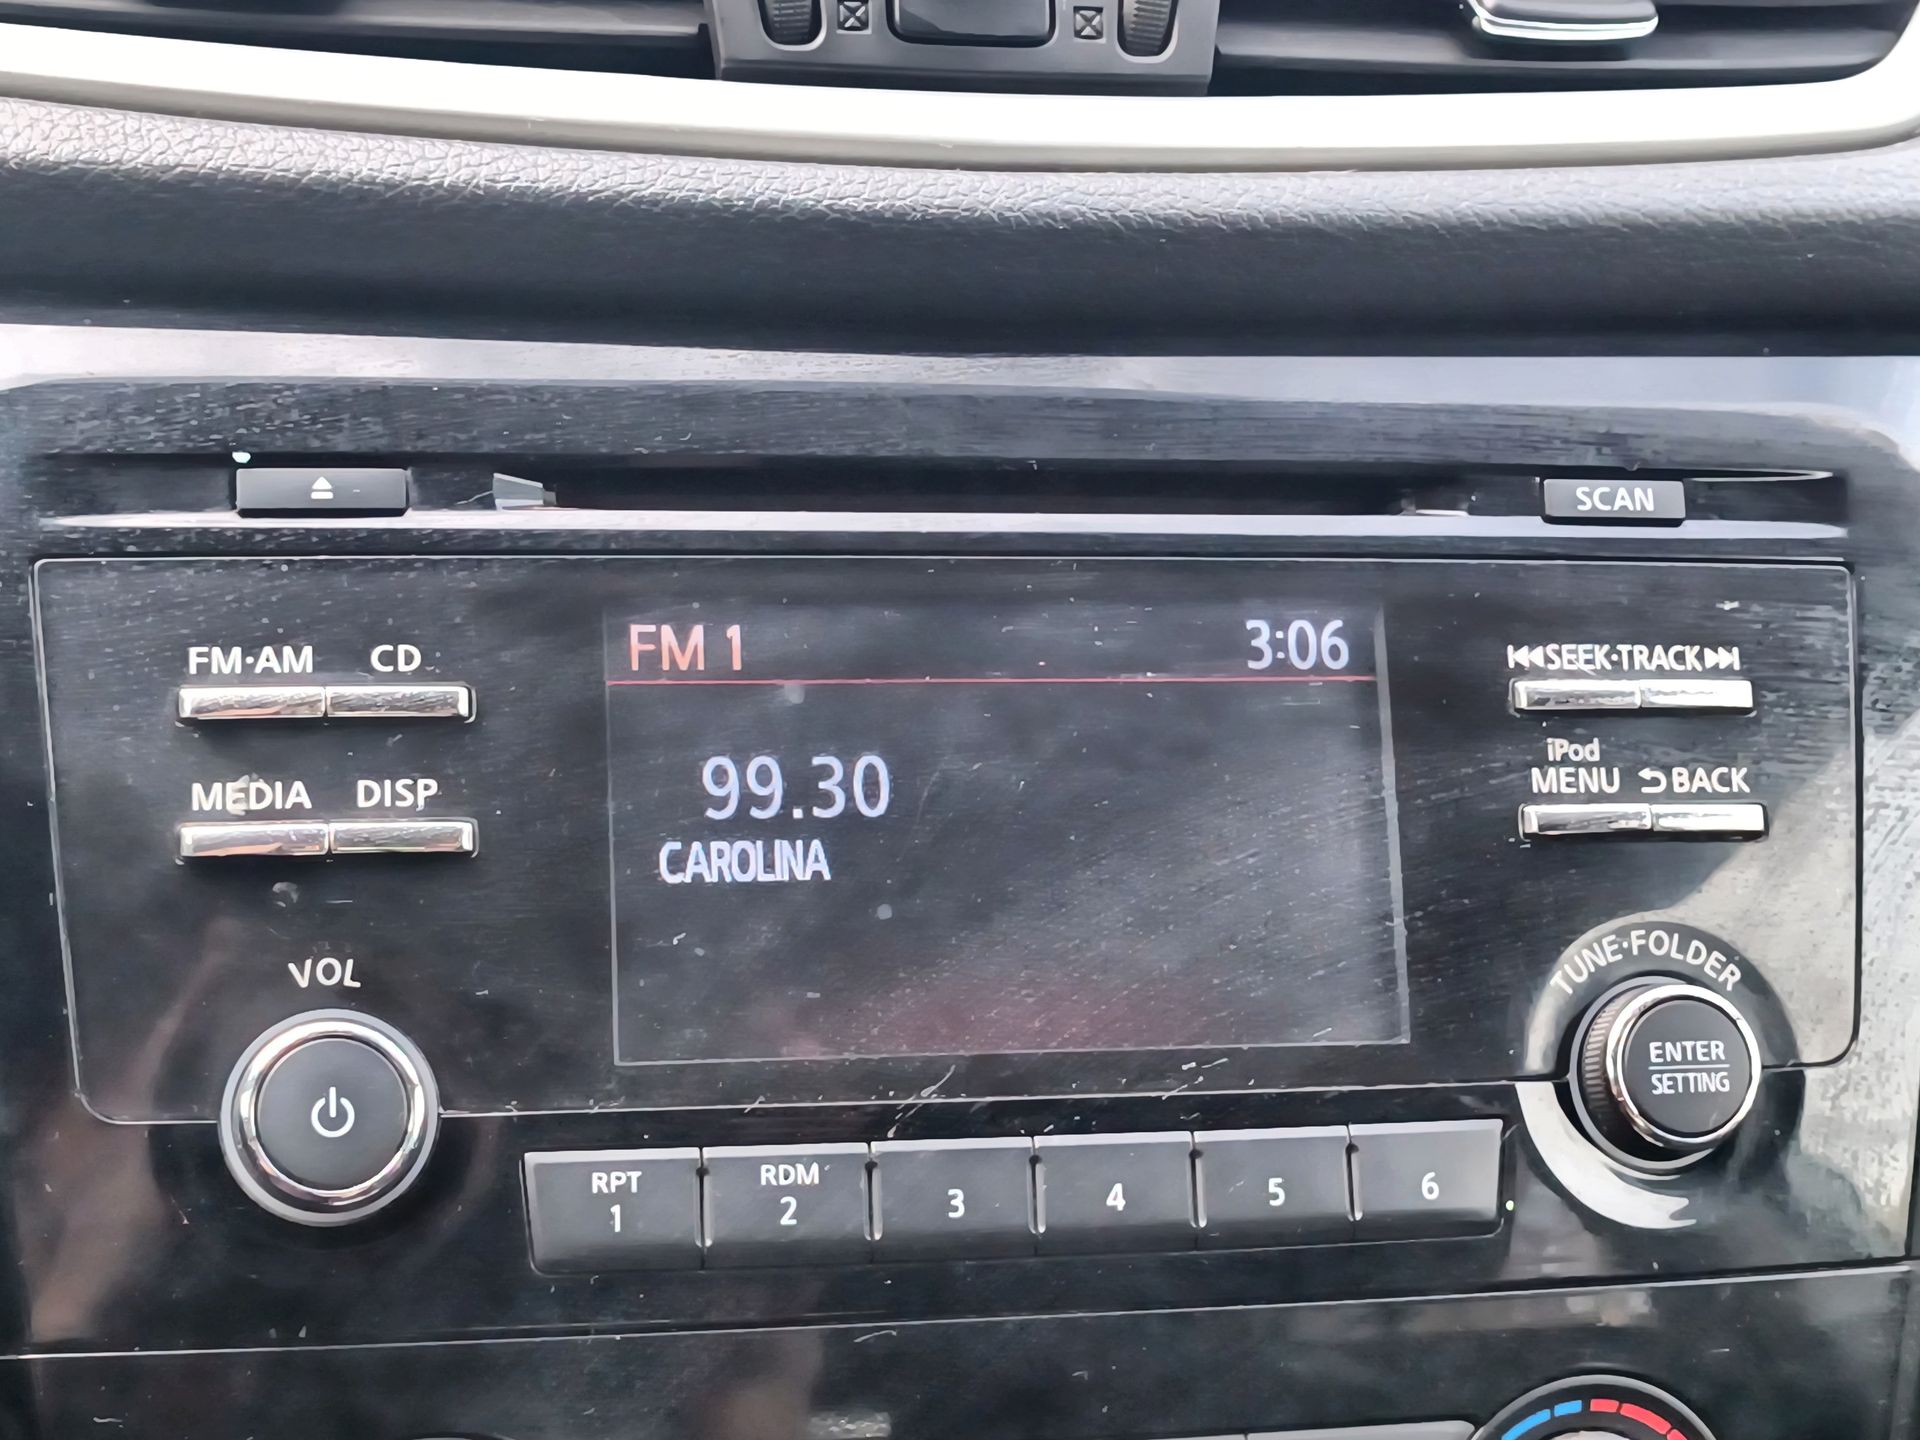 SCAN
FM 1 3:06
FM·AM CD
SEEK·TRACK
99.30
CAROLINA
iPod
MEDIA DISP
MENU BACK
VOL
TUNE·FOLDER
ENTER
SETTING
RPT
1
RDM
2
3
4
5
6